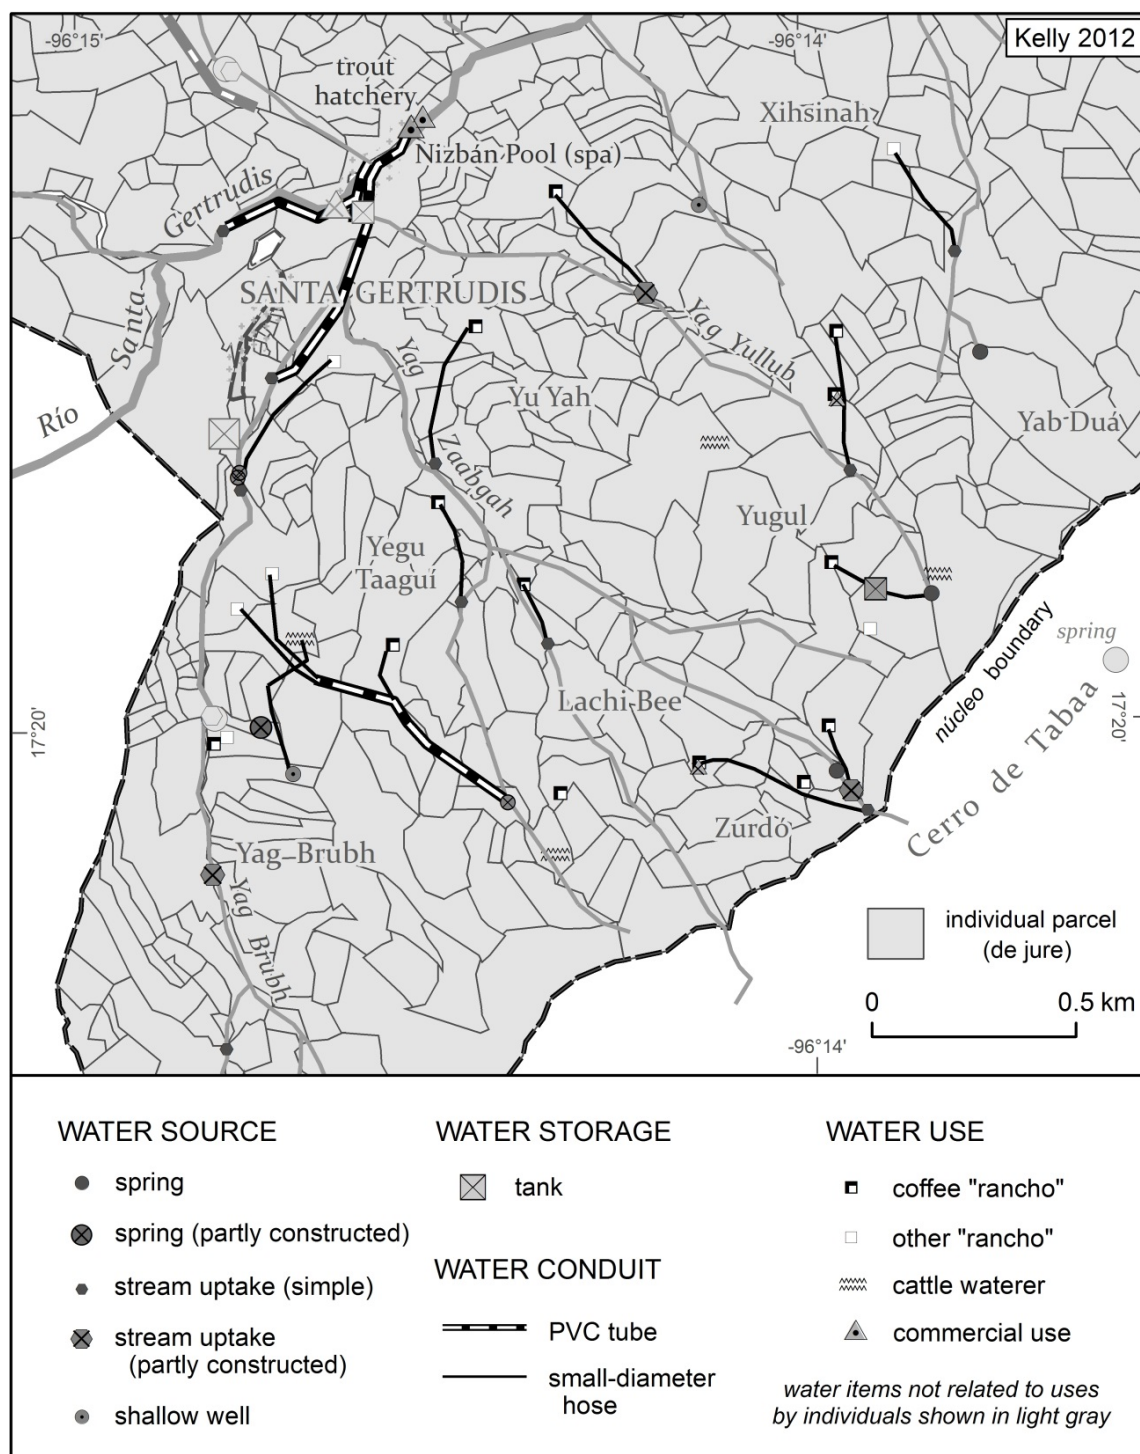 -96°15'
-96°14'
Kelly 2012
trout
hatchery
Xihsinah
Nizbán Pool (spa)
Gertrudis
SANTA GERTRUDIS
Santa
Río
Yag
Yag Yullub
Yu Yah
Yab Duá
Zaabgah
Yugul
Yegu
Taaguí
núcleo boundary
spring
Lachi Bee
17°20'
17°20'
Cerro de Tabaa
Zurdó
Yag-Brubh
Yag Brubh
individual parcel
(de jure)
0 0.5 km
-96°14'
WATER SOURCE
spring
spring (partly constructed)
stream uptake (simple)
stream uptake
(partly constructed)
shallow well
WATER STORAGE
tank
WATER CONDUIT
PVC tube
small-diameter
hose
WATER USE
coffee "rancho"
other "rancho"
cattle waterer
commercial use
water items not related to uses
by individuals shown in light gray